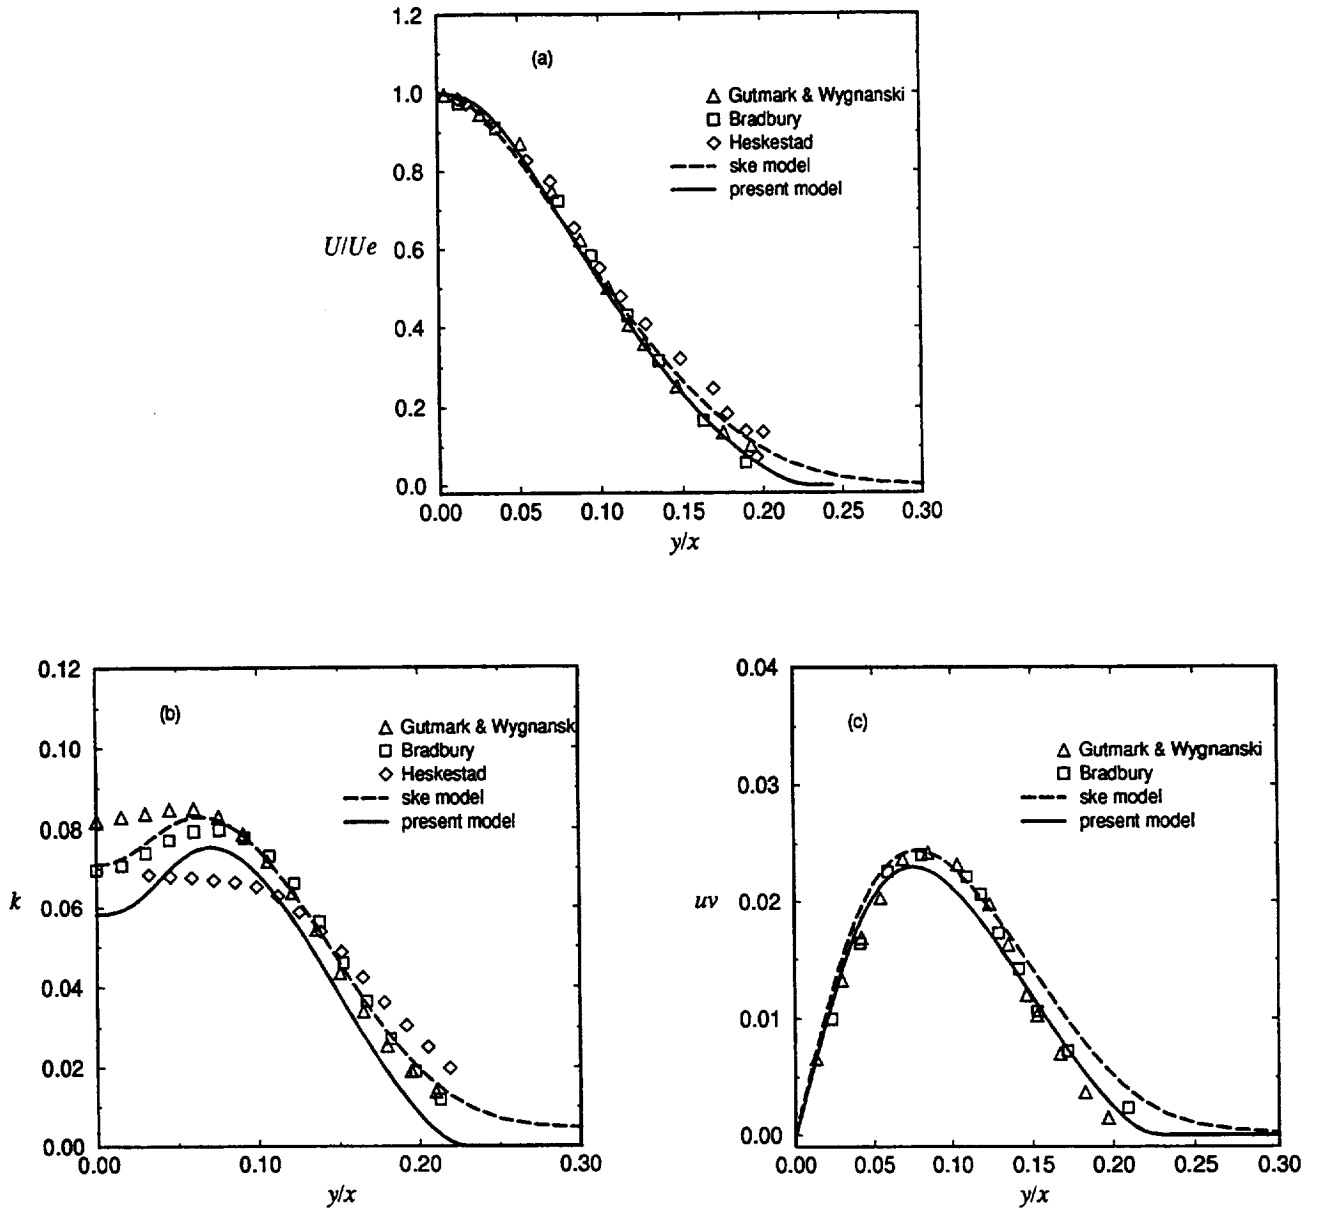 1.2
(a)
1.0
Gutmark & Wygnanski
Bradbury
Heskestad
0.8
ske model
present model
U/Ue
0.6
0.4
0.2
0.0
0.00
0.05
0.10
0.15
0.20
0.25
0.30
y/x
0.12
(b)
Gutmark & Wygnansk
0.10
Bradbury
Heskestad
ske model
present model
0.08
k
0.06
0.04
0.02
0.00
0.00
0.10
0.20
0.30
y/x
0.04
(c)
Gutmark & Wygnanski
Bradbury
0.03
ske model
present model
uv
0.02
0.01
0.00
0.00
0.05
0.10
0.15
0.20
0.25
0.30
y/x